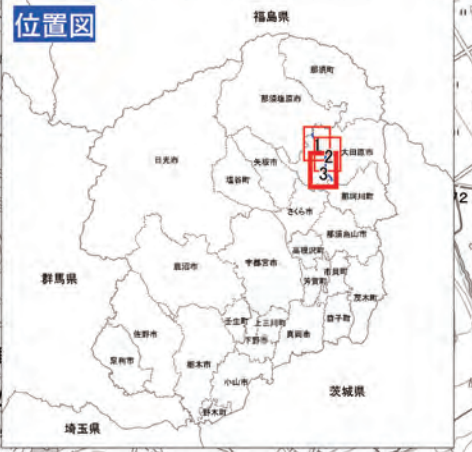 位置図
福島県
那須町
那須塩原市
日光市
矢板市
大田原市
塩谷町
1
2
3
那珂川町
さくら市
那須烏山市
高根沢町
宇都宮市
鹿沼市
市貝町
芳賀町
茂木町
群馬県
壬生町
上三川町
真岡市
益子町
下野市
佐野市
足利市
栃木市
小山市
野木町
茨城県
埼玉県